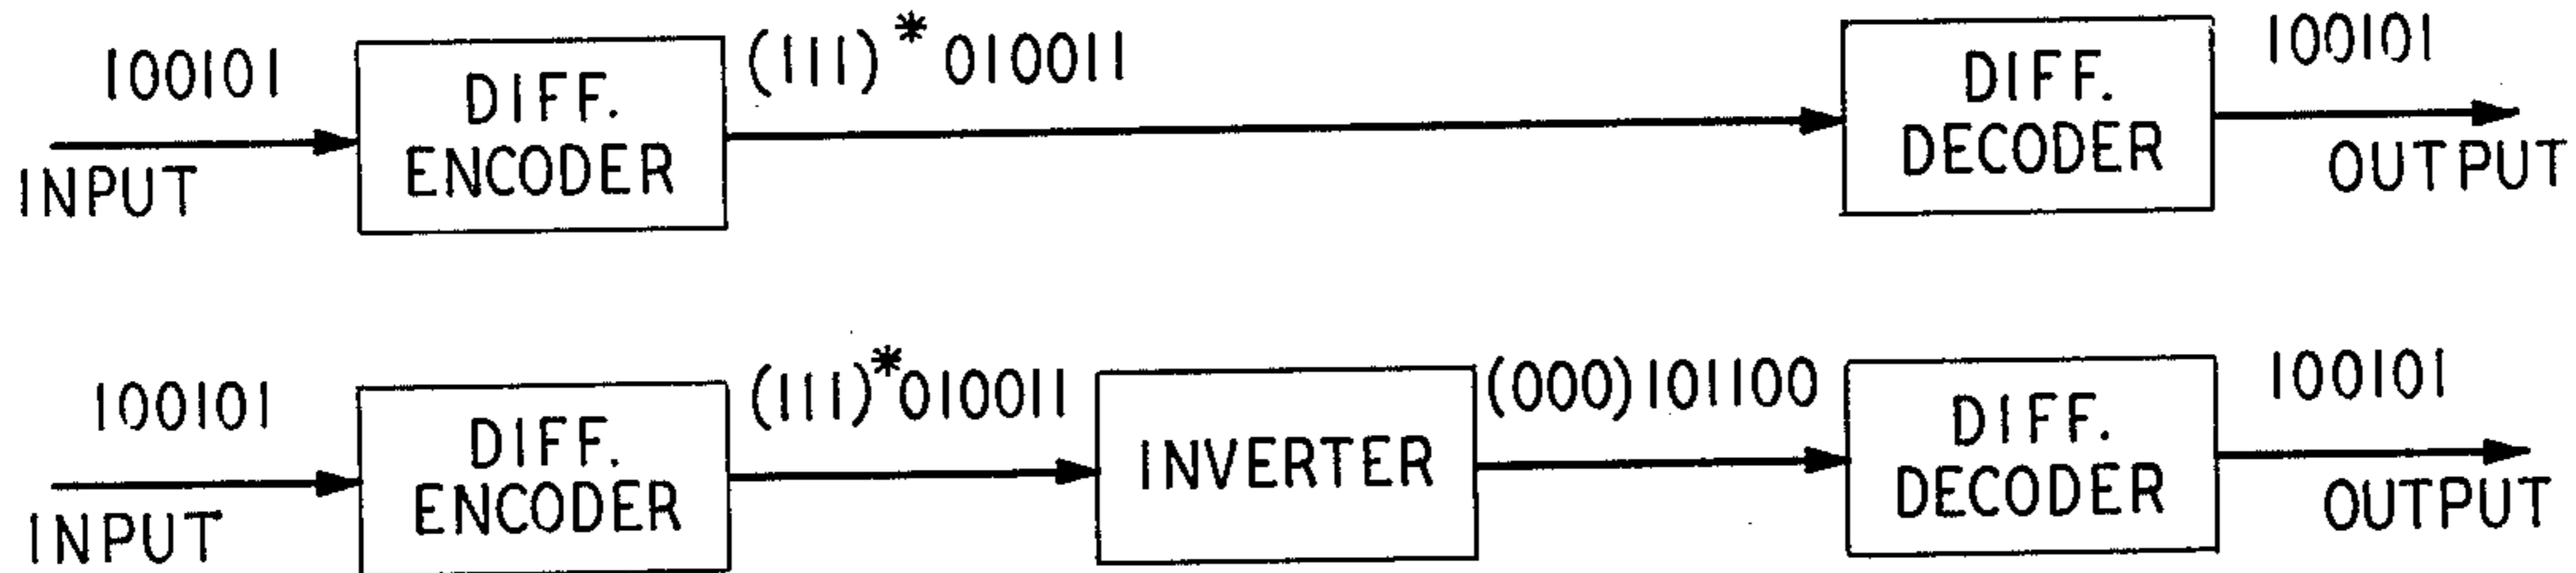 100101
INPUT
DIFF.
ENCODER
(111)* 010011
DIFF.
DECODER
100101
OUTPUT
100101
INPUT
DIFF.
ENCODER
(111)*010011
INVERTER
(000)101100
DIFF.
DECODER
100101
OUTPUT